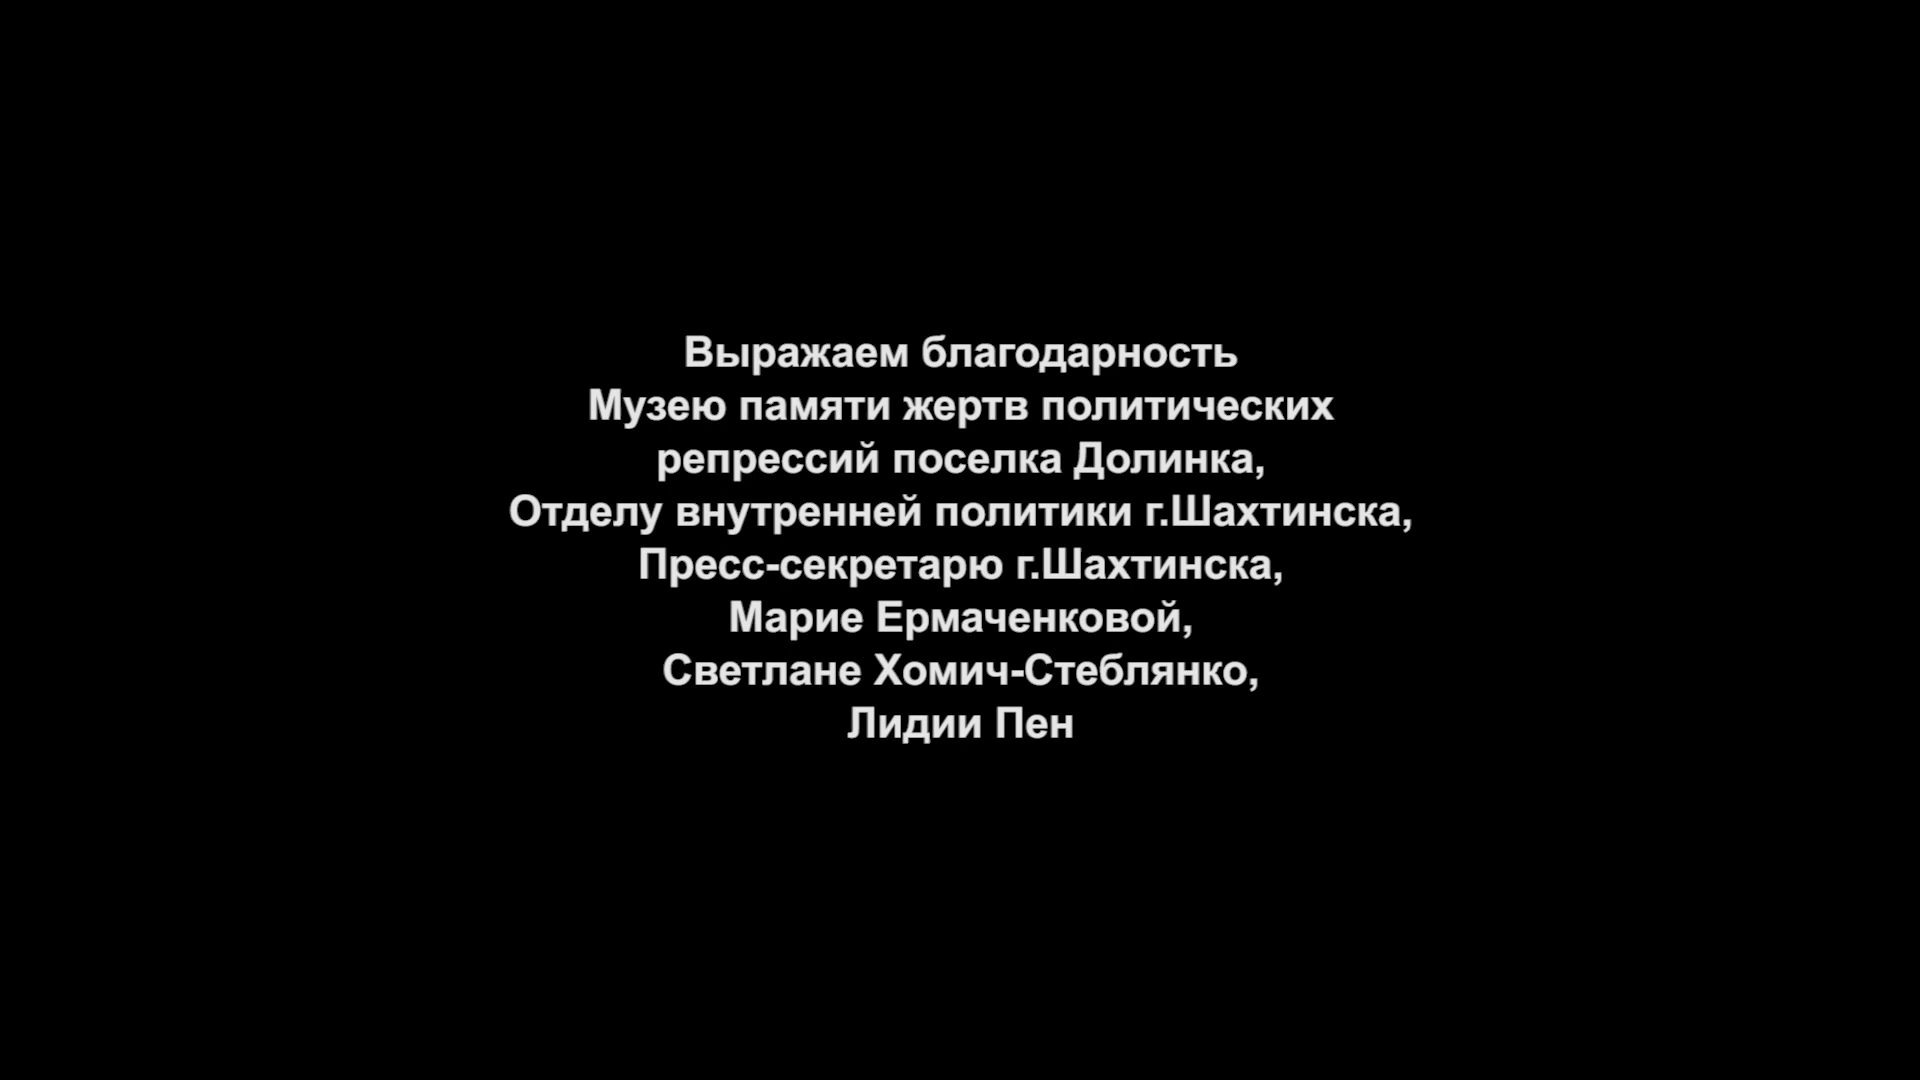 Выражаем благодарность
Музею памяти жертв политических
репрессий поселка Долинка,
Отделу внутренней политики г.Шахтинска,
Пресс-секретарю г.Шахтинска,
Марие Ермаченковой,
Светлане Хомич-Стеблянко,
Лидии Пен